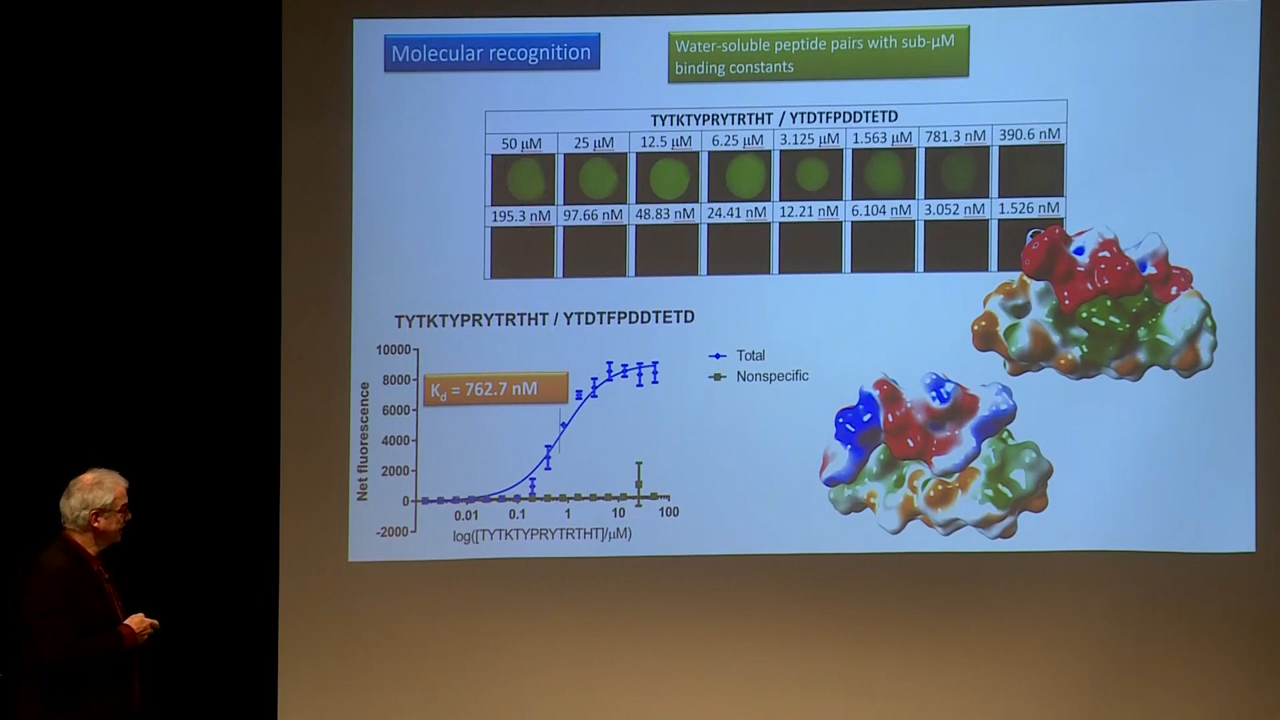 Molecular recognition
Water-soluble peptide pairs with sub-μM
binding constants
TYTKTYPRYTRTHT / YTDTFPDDTETD
50 μM 25 μM 12.5 μM 6.25 μM 3.125 μM 1.563 μM 781.3 nM 390.6 nM
195.3 nM 97.66 nM 48.83 nM 24.41 nM 12.21 nM 6.104 nM 3.052 nM 1.526 nM
TYTKTYPRYTRTHT / YTDTFPDDTETD
10000
8000
6000
4000
2000
0
-2000
Net fluorescence
Kd = 762.7 nM
Total
Nonspecific
0.01 0.1 1 10 100
log([TYTKTYPRYTRTHT]/μM)